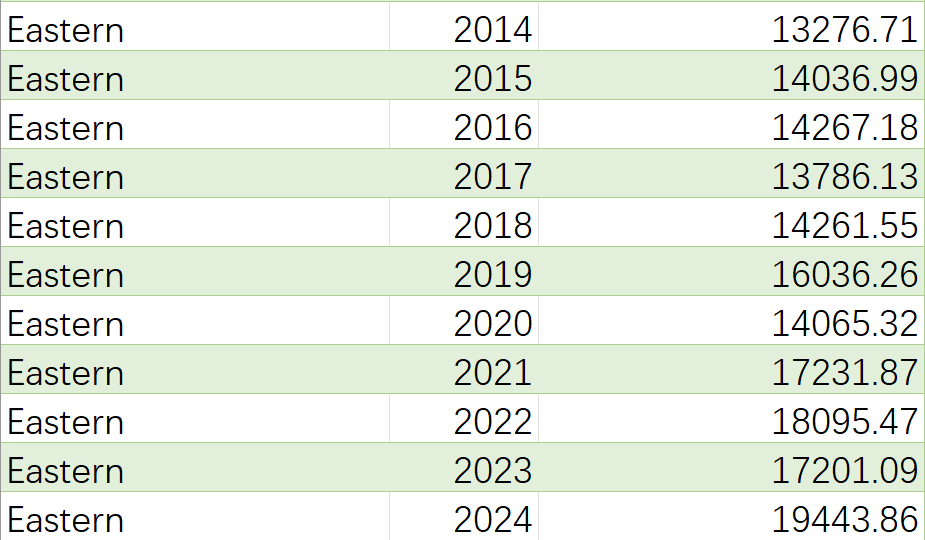 Eastern 2014 13276.71
Eastern 2015 14036.99
Eastern 2016 14267.18
Eastern 2017 13786.13
Eastern 2018 14261.55
Eastern 2019 16036.26
Eastern 2020 14065.32
Eastern 2021 17231.87
Eastern 2022 18095.47
Eastern 2023 17201.09
Eastern 2024 19443.86